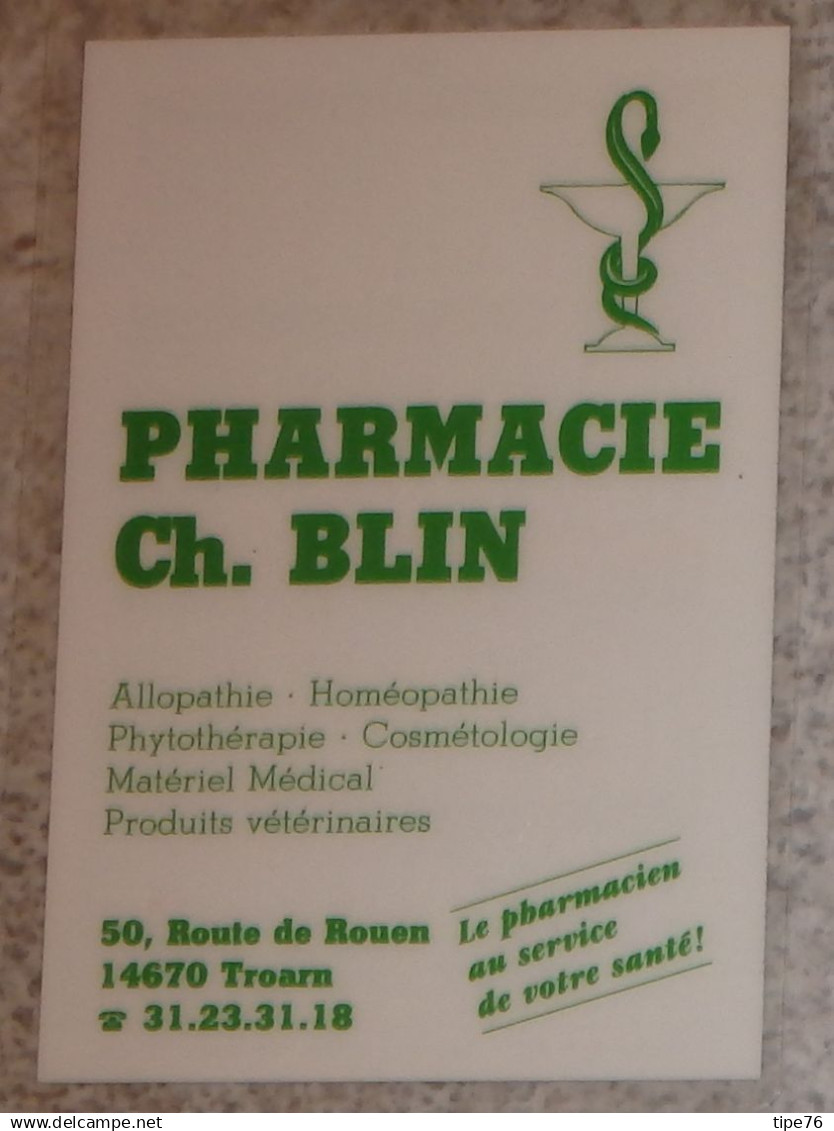 PHARMACIE
Ch. BLIN
Allopathie · Homéopathie
Phytothérapie · Cosmétologie
Matériel Médical
Produits vétérinaires
50, Route de Rouen
14670 Troarn
☎ 31.23.31.18
Le pharmacien
au service
de votre santé!
delcampe.net
tipe76